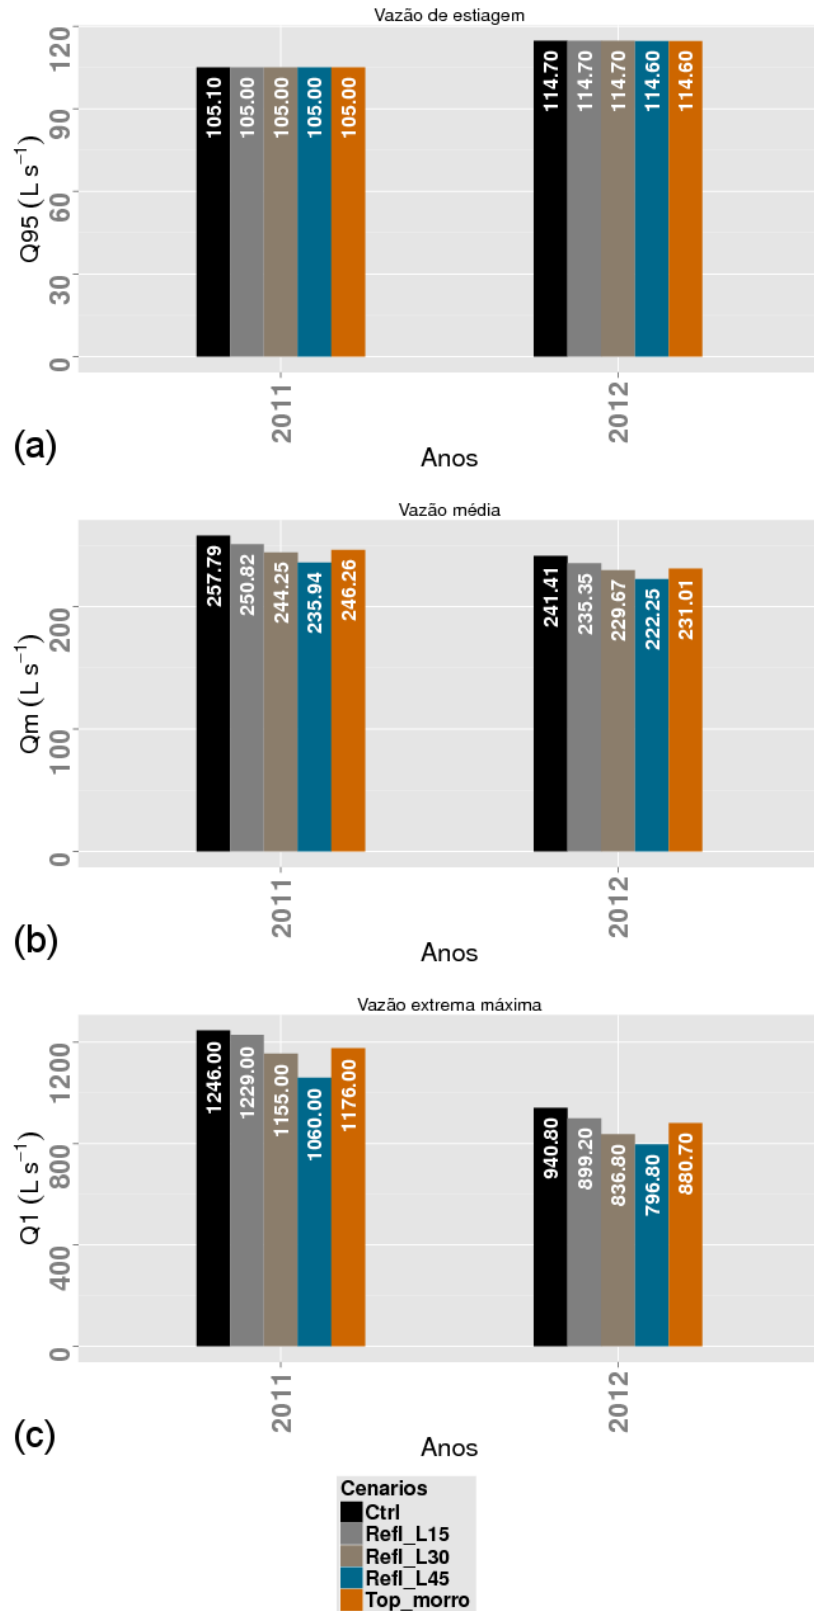 Vazão de estiagem
Q95 ( L s⁻¹)
120
90
60
30
0
105.10
105.00
105.00
105.00
105.00
114.70
114.70
114.70
114.60
114.60
2011
2012
Anos
(a)
Vazão média
Qm ( L s⁻¹)
200
100
0
257.79
250.82
244.25
235.94
246.26
241.41
235.35
229.67
222.25
231.01
2011
2012
Anos
(b)
Vazão extrema máxima
Q1 ( L s⁻¹)
1200
800
400
0
1246.00
1229.00
1155.00
1060.00
1176.00
940.80
899.20
836.80
796.80
880.70
2011
2012
Anos
(c)
Cenarios
Ctrl
Refl_L15
Refl_L30
Refl_L45
Top_morro